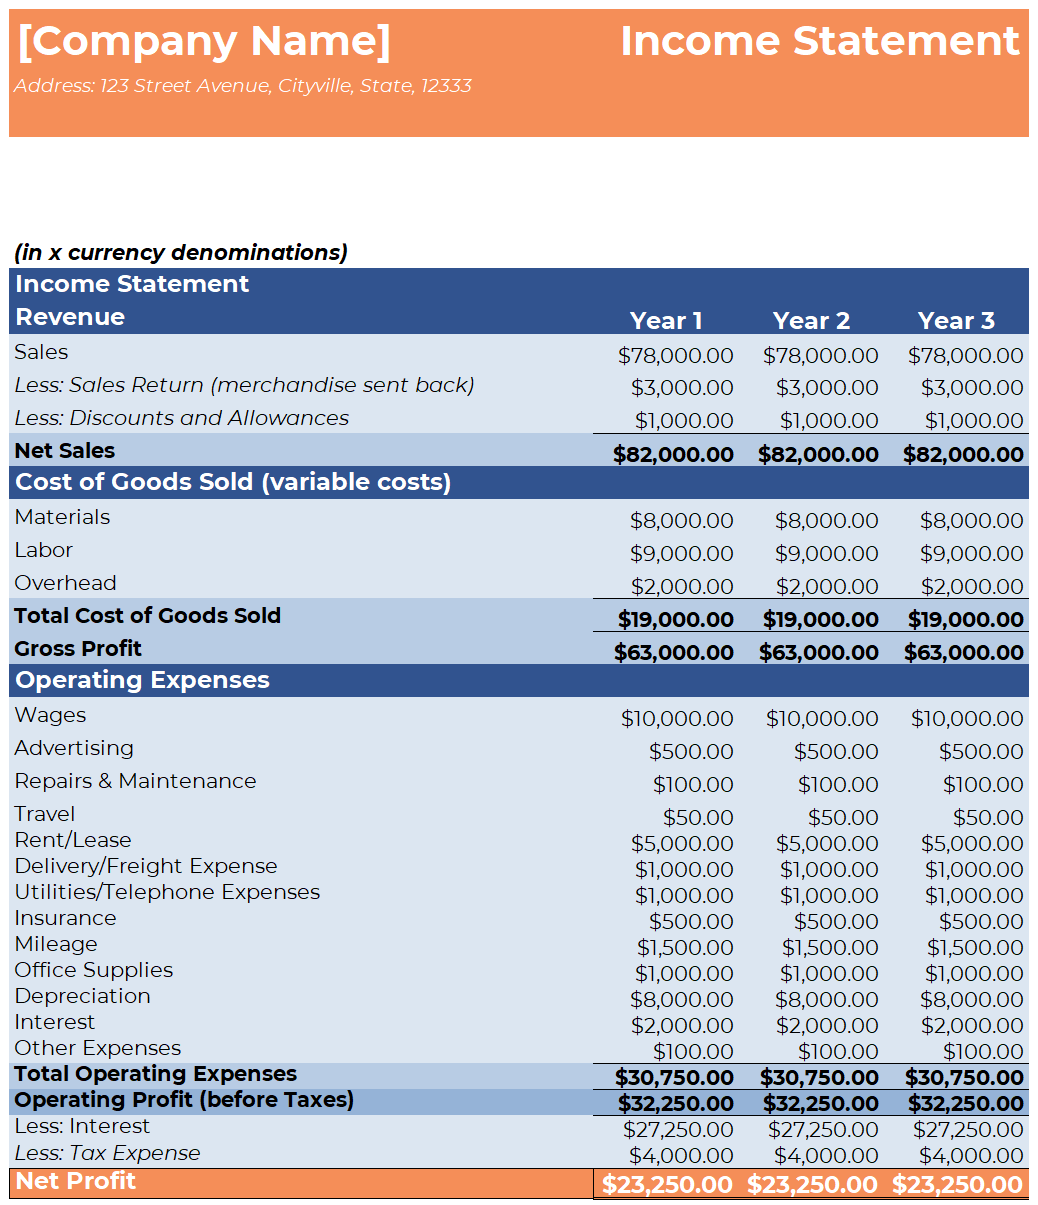 [Company Name] Income Statement
Address: 123 Street Avenue, Cityville, State, 12333
(in x currency denominations)
Income Statement
Revenue Year 1 Year 2 Year 3
Sales $78,000.00 $78,000.00 $78,000.00
Less: Sales Return (merchandise sent back) $3,000.00 $3,000.00 $3,000.00
Less: Discounts and Allowances $1,000.00 $1,000.00 $1,000.00
Net Sales $82,000.00 $82,000.00 $82,000.00
Cost of Goods Sold (variable costs)
Materials $8,000.00 $8,000.00 $8,000.00
Labor $9,000.00 $9,000.00 $9,000.00
Overhead $2,000.00 $2,000.00 $2,000.00
Total Cost of Goods Sold $19,000.00 $19,000.00 $19,000.00
Gross Profit $63,000.00 $63,000.00 $63,000.00
Operating Expenses
Wages $10,000.00 $10,000.00 $10,000.00
Advertising $500.00 $500.00 $500.00
Repairs & Maintenance $100.00 $100.00 $100.00
Travel $50.00 $50.00 $50.00
Rent/Lease $5,000.00 $5,000.00 $5,000.00
Delivery/Freight Expense $1,000.00 $1,000.00 $1,000.00
Utilities/Telephone Expenses $1,000.00 $1,000.00 $1,000.00
Insurance $500.00 $500.00 $500.00
Mileage $1,500.00 $1,500.00 $1,500.00
Office Supplies $1,000.00 $1,000.00 $1,000.00
Depreciation $8,000.00 $8,000.00 $8,000.00
Interest $2,000.00 $2,000.00 $2,000.00
Other Expenses $100.00 $100.00 $100.00
Total Operating Expenses $30,750.00 $30,750.00 $30,750.00
Operating Profit (before Taxes) $32,250.00 $32,250.00 $32,250.00
Less: Interest $27,250.00 $27,250.00 $27,250.00
Less: Tax Expense $4,000.00 $4,000.00 $4,000.00
Net Profit $23,250.00 $23,250.00 $23,250.00